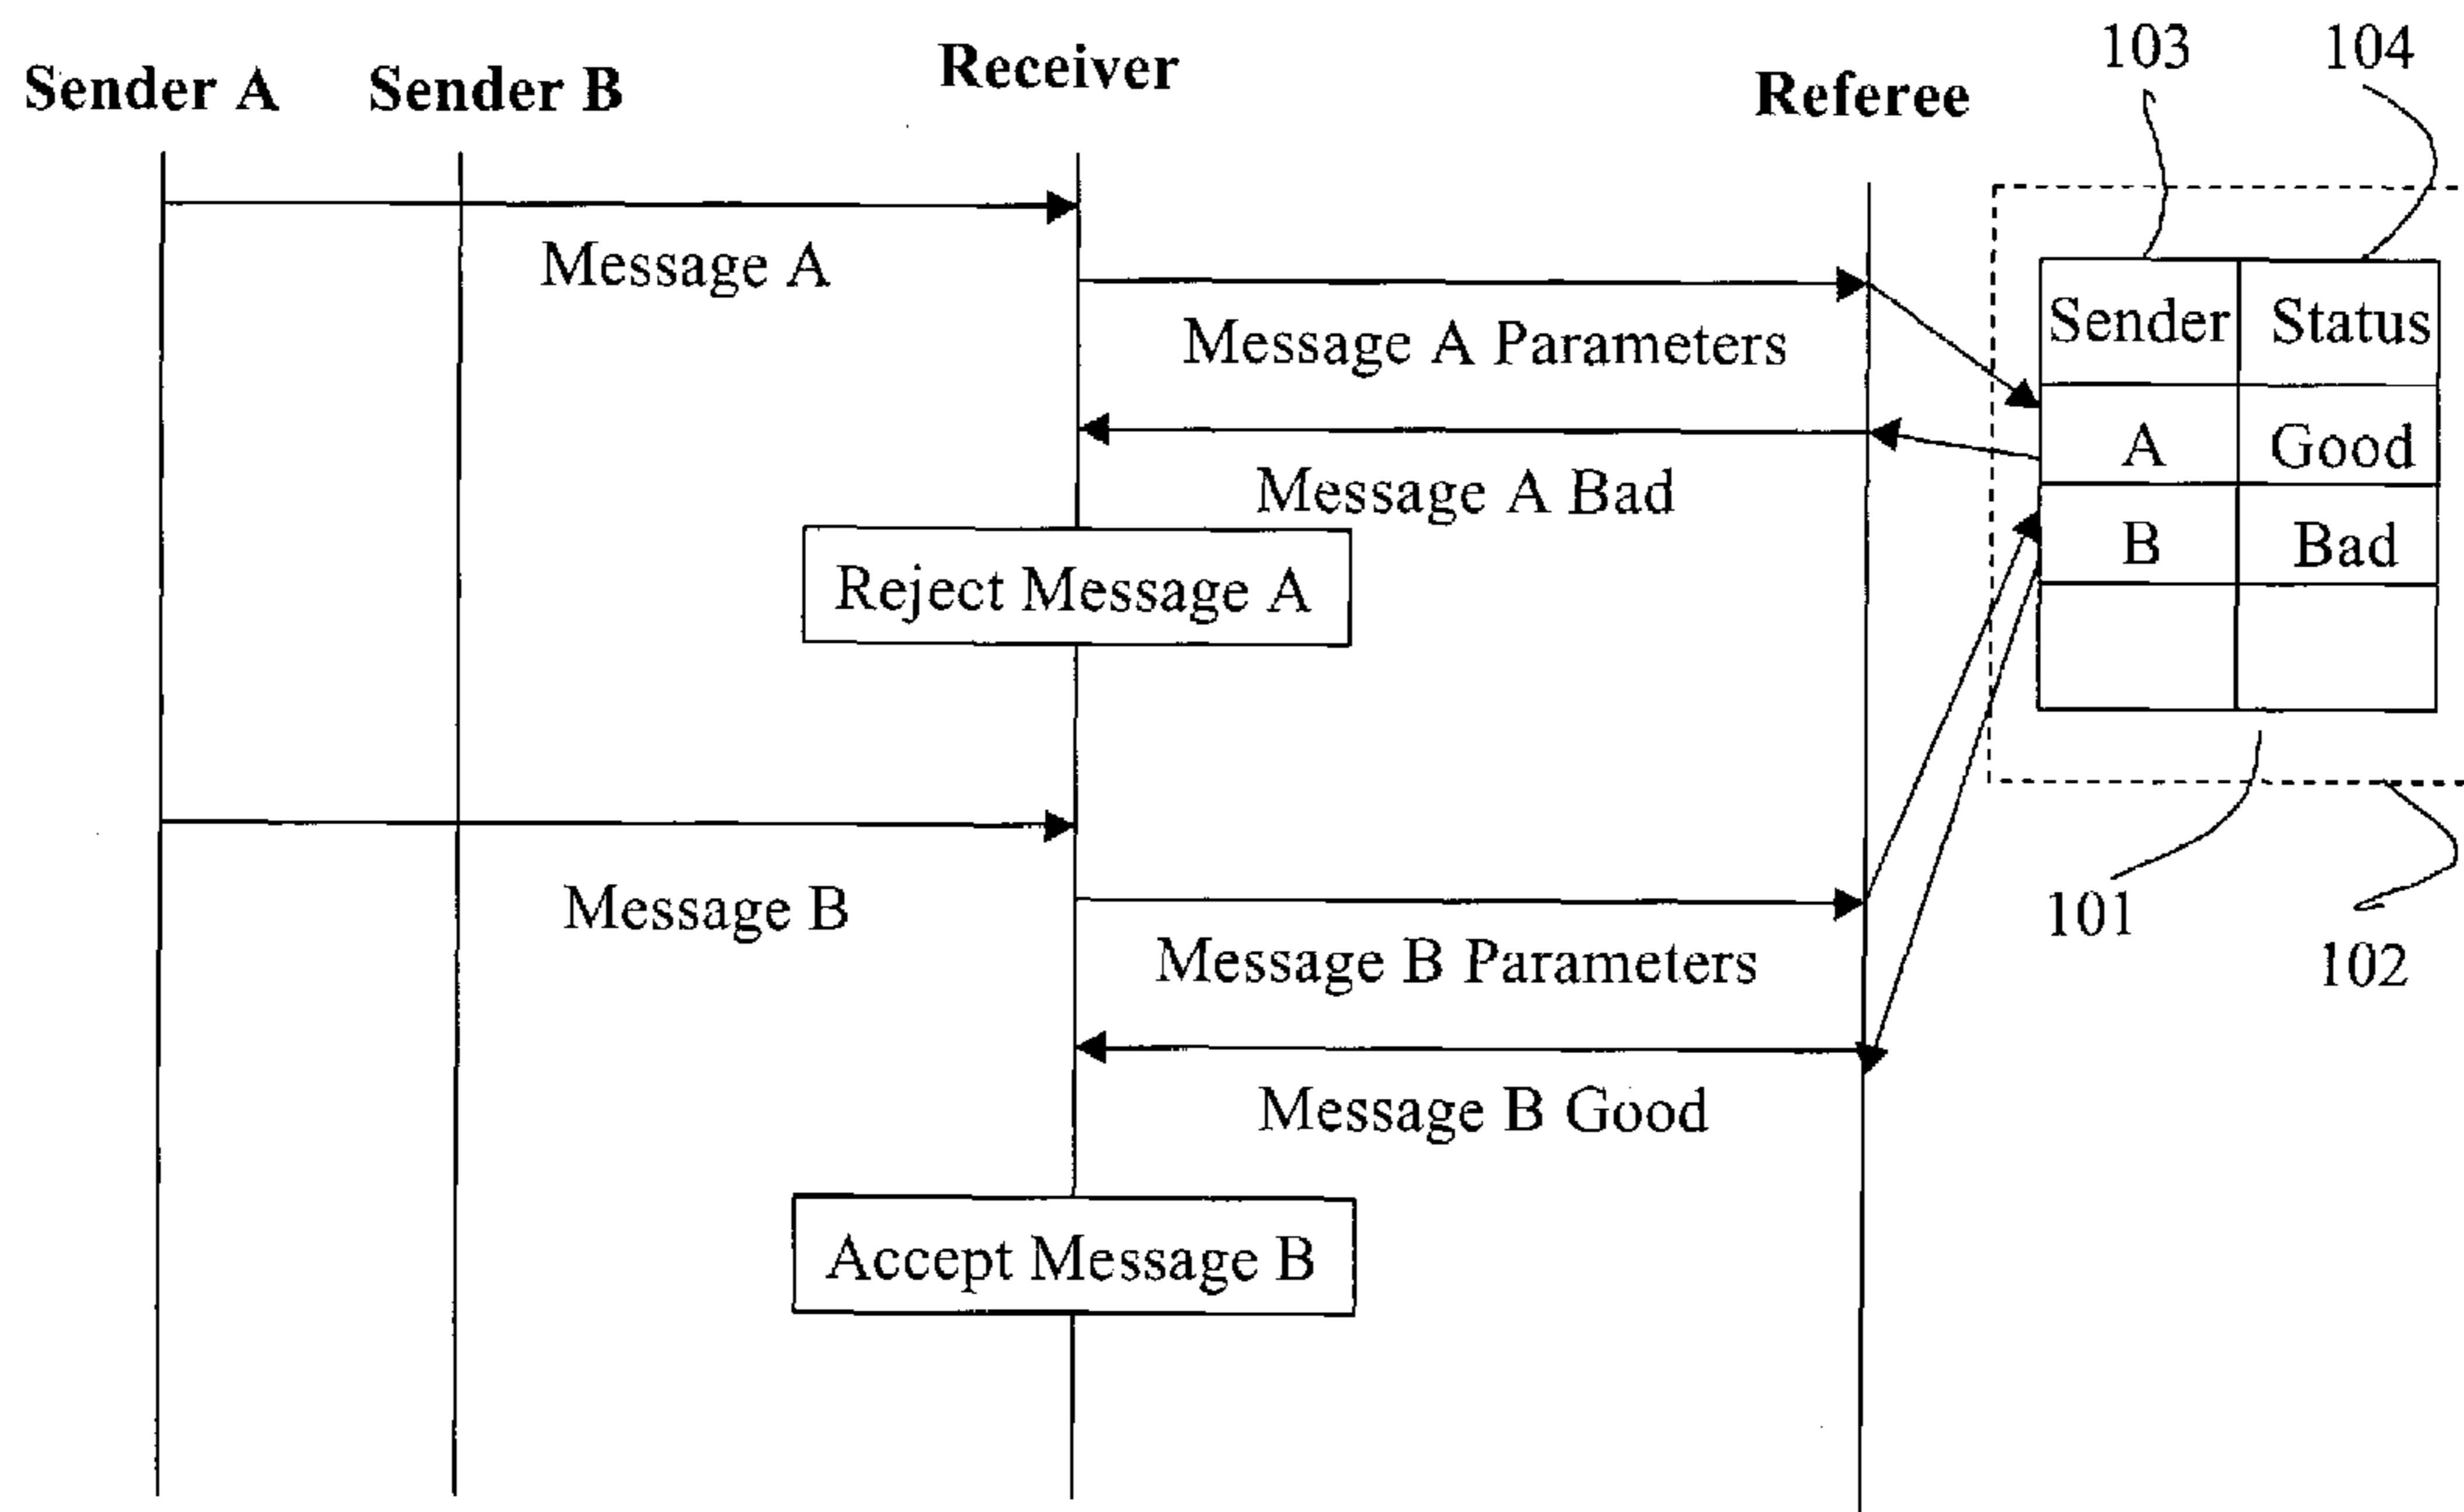 Sender A
Sender B
Receiver
Referee
103
104
Message A
Message A Parameters
Sender Status
A Good
B Bad
Message A Bad
Reject Message A
Message B
Message B Parameters
101
102
Message B Good
Accept Message B